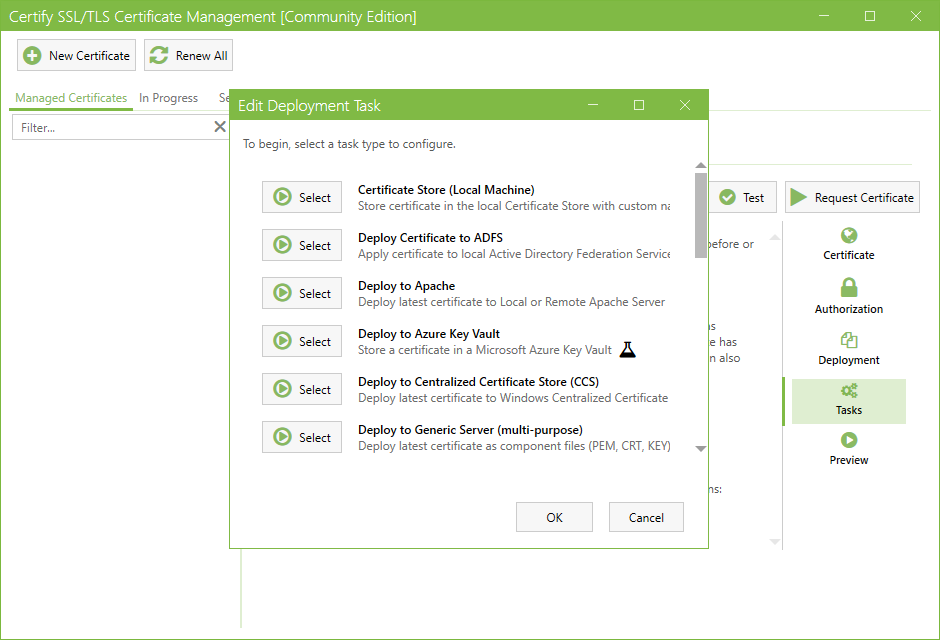 Certify SSL/TLS Certificate Management [Community Edition]
New Certificate
Renew All
Managed Certificates
In Progress
Filter...
Edit Deployment Task
To begin, select a task type to configure.
Select
Certificate Store (Local Machine)
Store certificate in the local Certificate Store with custom
Select
Deploy Certificate to ADFS
Apply certificate to local Active Directory Federation Service
Select
Deploy to Apache
Deploy latest certificate to Local or Remote Apache Server
Select
Deploy to Azure Key Vault
Store a certificate in a Microsoft Azure Key Vault
Select
Deploy to Centralized Certificate Store (CCS)
Deploy latest certificate to Windows Centralized Certificate
Select
Deploy to Generic Server (multi-purpose)
Deploy latest certificate as component files (PEM, CRT, KEY)
OK
Cancel
Test
Request Certificate
before or
has
also
Certificate
Authorization
Deployment
Tasks
Preview